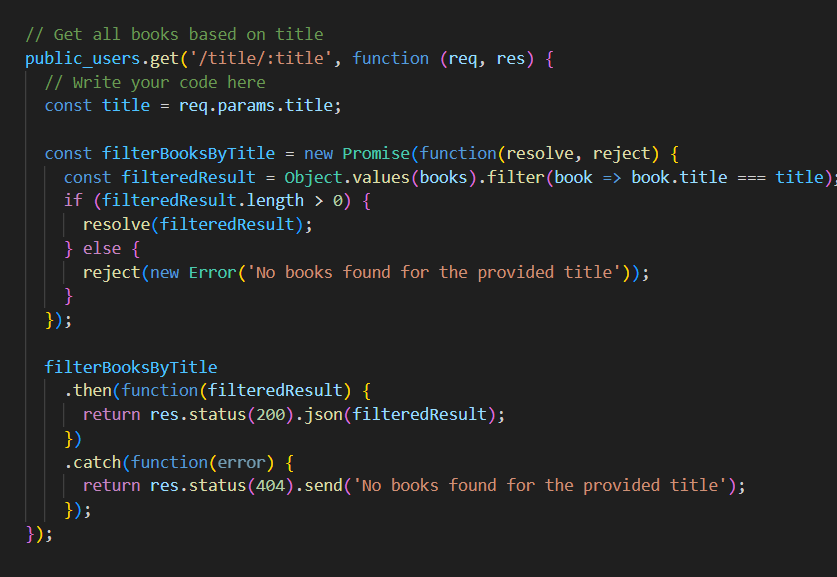 // Get all books based on title
public_users.get('/title/:title', function (req, res) {
  // Write your code here
  const title = req.params.title;

  const filterBooksByTitle = new Promise(function(resolve, reject) {
    const filteredResult = Object.values(books).filter(book => book.title === title);
    if (filteredResult.length > 0) {
      resolve(filteredResult);
    } else {
      reject(new Error('No books found for the provided title'));
    }
  });

  filterBooksByTitle
    .then(function(filteredResult) {
      return res.status(200).json(filteredResult);
    })
    .catch(function(error) {
      return res.status(404).send('No books found for the provided title');
    });
});